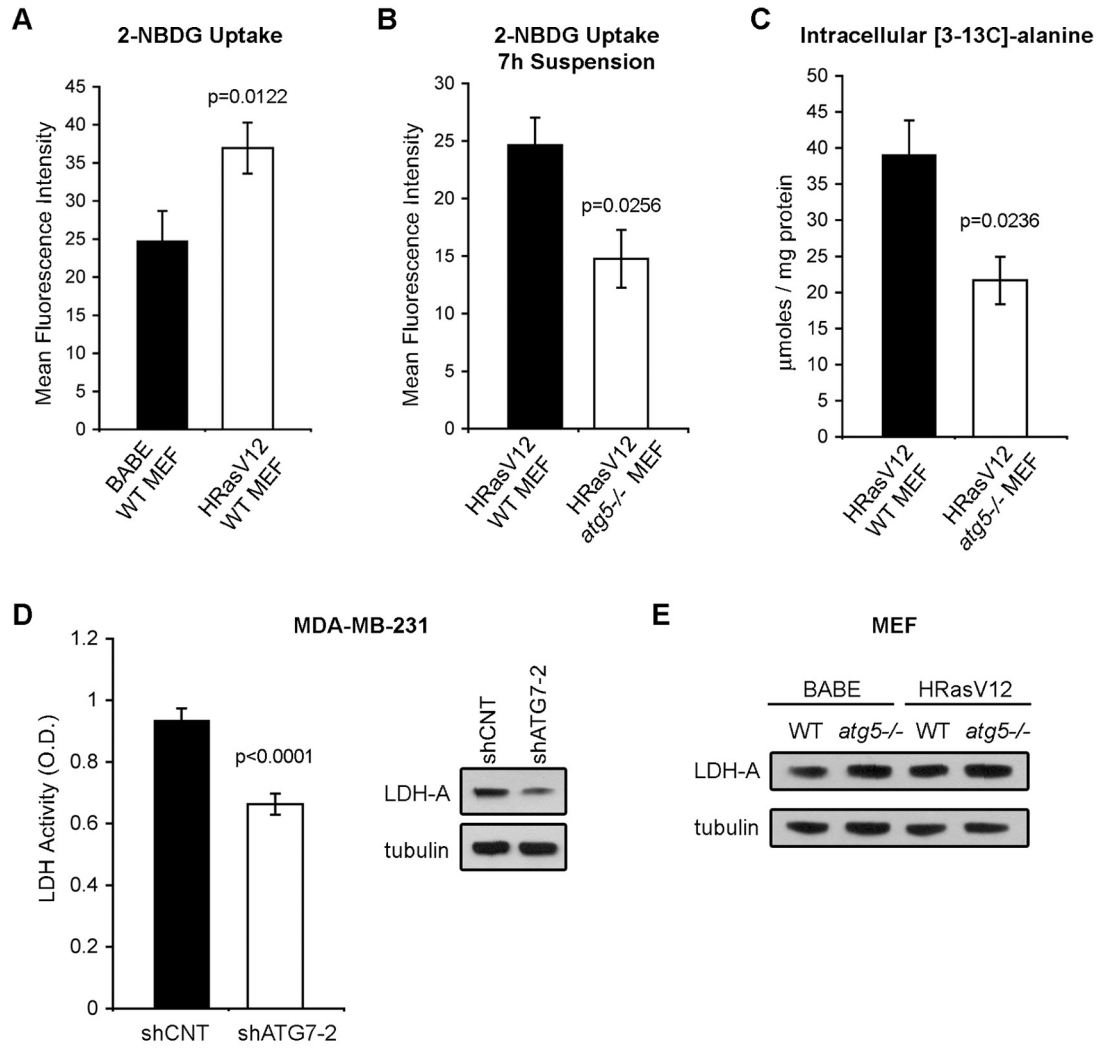 A
2-NBDG Uptake
Mean Fluorescence Intensity
45
40
35
30
25
20
15
10
5
0
p=0.0122
BABE
WT MEF
HRasV12
WT MEF
B
2-NBDG Uptake
7h Suspension
Mean Fluorescence Intensity
30
25
20
15
10
5
0
p=0.0256
HRasV12
WT MEF
HRasV12
atg5-/- MEF
C
Intracellular [3-13C]-alanine
µmoles / mg protein
50
45
40
35
30
25
20
15
10
5
0
p=0.0236
HRasV12
WT MEF
HRasV12
atg5-/- MEF
D
MDA-MB-231
LDH Activity (O.D.)
1.2
1
0.8
0.6
0.4
0.2
0
p<0.0001
shCNT
shATG7-2
shCNT
shATG7-2
LDH-A
tubulin
E
MEF
BABE HRasV12
WT atg5-/- WT atg5-/-
LDH-A
tubulin